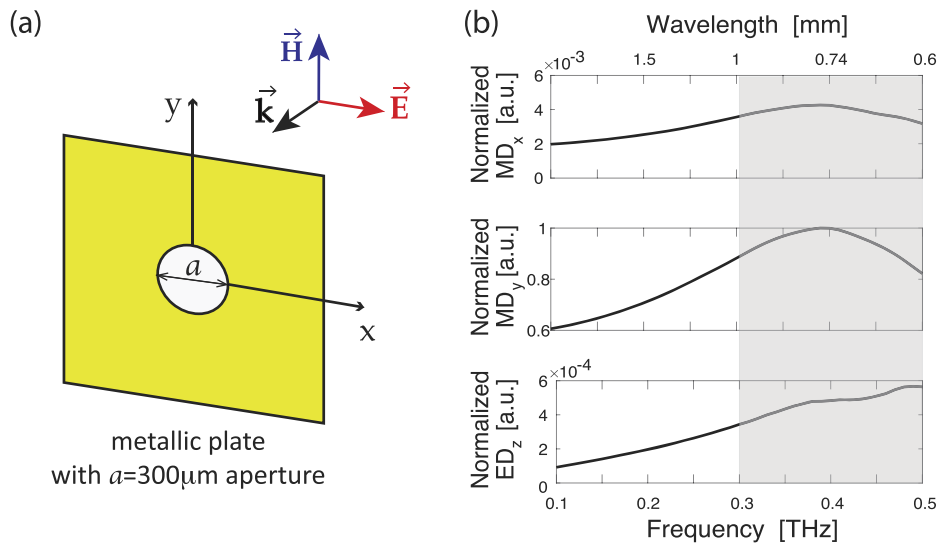 (a)
H
k
E
y
a
x
metallic plate
with a=300μm aperture
(b)
Wavelength [mm]
1.5 1 0.74 0.6
×10⁻³
Normalized
MDₓ [a.u.]
6
4
2
0
Normalized
MD_y [a.u.]
1
0.8
0.6
×10⁻⁴
Normalized
ED_z [a.u.]
6
4
2
0
0.1 0.2 0.3 0.4 0.5
Frequency [THz]